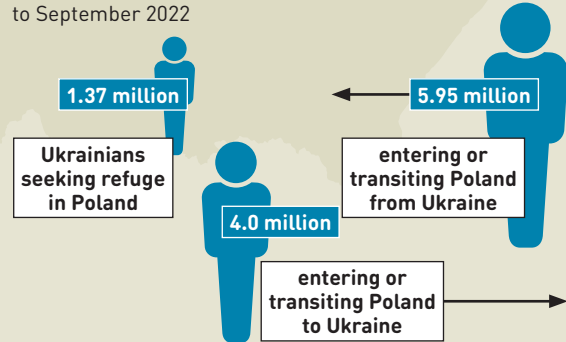 to September 2022
1.37 million
Ukrainians
seeking refuge
in Poland
5.95 million
entering or
transiting Poland
from Ukraine
4.0 million
entering or
transiting Poland
to Ukraine